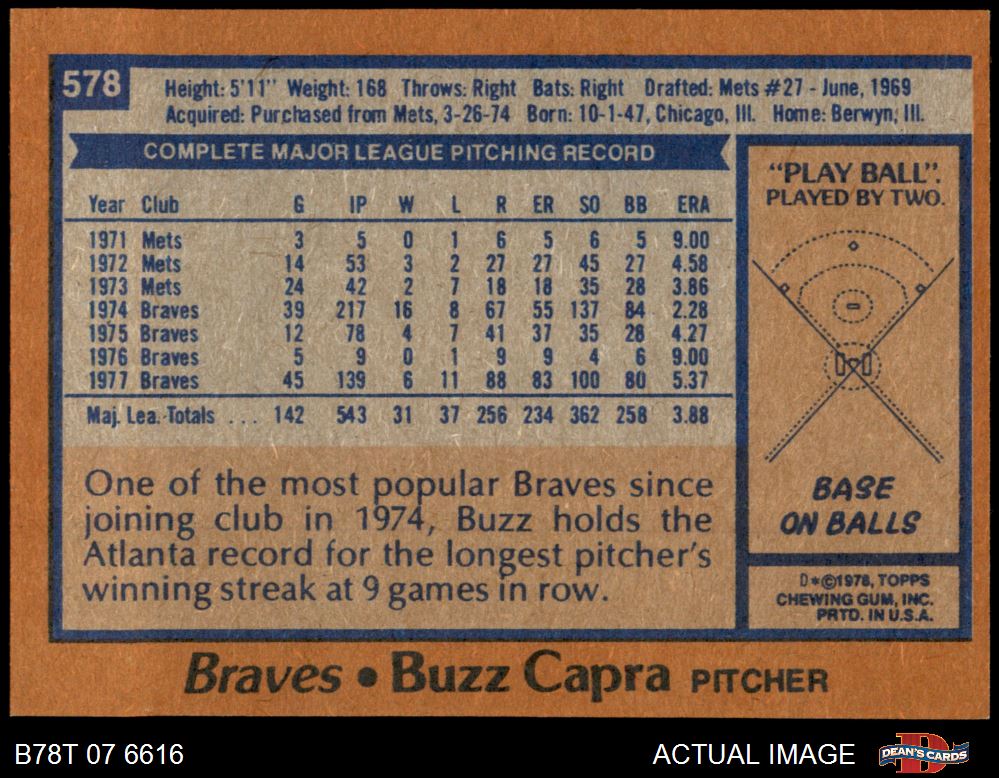 578
Height: 5'11" Weight: 168 Throws: Right Bats: Right Drafted: Mets #27 - June, 1969
Acquired: Purchased from Mets, 3-26-74 Born: 10-1-47, Chicago, Ill. Home: Berwyn, Ill.
COMPLETE MAJOR LEAGUE PITCHING RECORD
Year Club G IP W L R ER SO BB ERA
1971 Mets 3 5 0 1 6 5 6 5 9.00
1972 Mets 14 53 3 2 27 27 45 27 4.58
1973 Mets 24 42 2 7 18 18 35 28 3.86
1974 Braves 39 217 16 8 67 55 137 84 2.28
1975 Braves 12 78 4 7 41 37 35 28 4.27
1976 Braves 5 9 0 1 9 9 4 6 9.00
1977 Braves 45 139 6 11 88 83 100 80 5.37
Maj. Lea. Totals . . . 142 543 31 37 256 234 362 258 3.88
One of the most popular Braves since
joining club in 1974, Buzz holds the
Atlanta record for the longest pitcher's
winning streak at 9 games in row.
"PLAY BALL".
PLAYED BY TWO.
BASE
ON BALLS
D*©1978, TOPPS
CHEWING GUM, INC.
PRTD. IN U.S.A.
Braves • Buzz Capra PITCHER
B78T 07 6616
ACTUAL IMAGE
D
DEAN'S CARDS